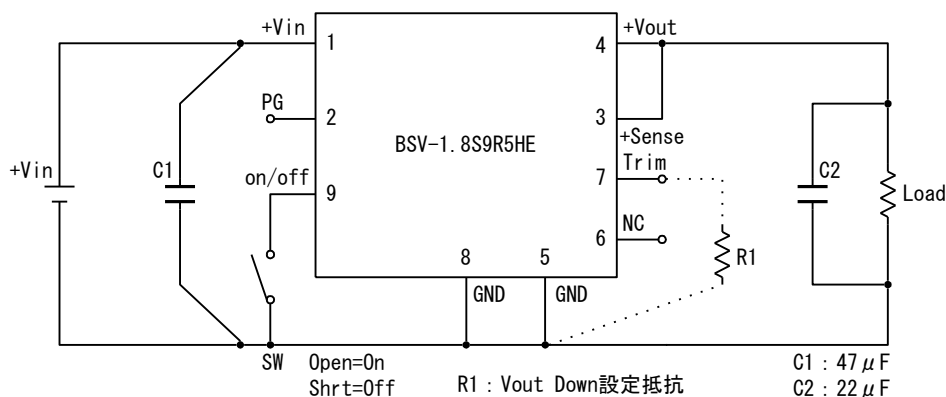 +Vin
+Vout
1
4
PG
2
3
BSV-1.8S9R5HE
+Sense
Trim
+Vin
C1
on/off
9
7
C2
Load
NC
6
R1
8
5
GND
GND
SW
Open=On
Shrt=Off
R1：Vout Down設定抵抗
C1：47μF
C2：22μF